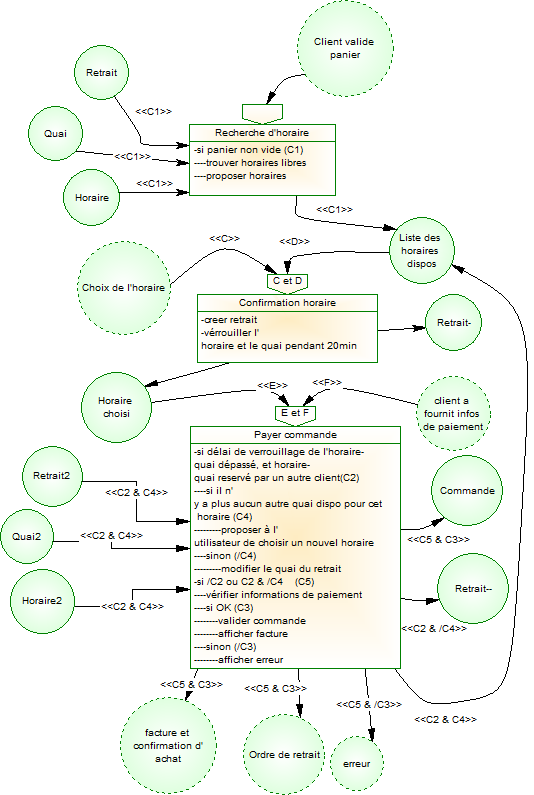 Client valide
panier
Retrait
<<C1>>
Quai
<<C1>>
Horaire
<<C1>>
Recherche d'horaire
-si panier non vide (C1)
----trouver horaires libres
----proposer horaires
<<C1>>
Liste des
horaires
dispos
<<C>>
<<D>>
Choix de l'horaire
C et D
Confirmation horaire
-creer retrait
-vérrouiller l'
horaire et le quai pendant 20min
Retrait-
Horaire
choisi
<<E>>
<<F>>
client a
fournit infos
de paiement
E et F
Payer commande
-si délai de verrouillage de l'horaire-
quai dépassé, et horaire-
quai reservé par un autre client(C2)
----si il n'
y a plus aucun autre quai dispo pour cet
horaire (C4)
---------proposer à l'
utilisateur de choisir un nouvel horaire
----sinon (/C4)
---------modifier le quai du retrait
-si /C2 ou C2 & /C4 (C5)
----vérifier informations de paiement
----si OK (C3)
--------valider commande
--------afficher facture
----sinon (/C3)
--------afficher erreur
Retrait2
<<C2 & C4>>
Quai2
<<C2 & C4>>
Horaire2
<<C2 & C4>>
Commande
<<C5 & C3>>
Retrait--
<<C2 & /C4>>
<<C5 & C3>>
<<C5 & C3>>
<<C5 & /C3>>
<<C2 & C4>>
facture et
confirmation d'
achat
Ordre de retrait
erreur